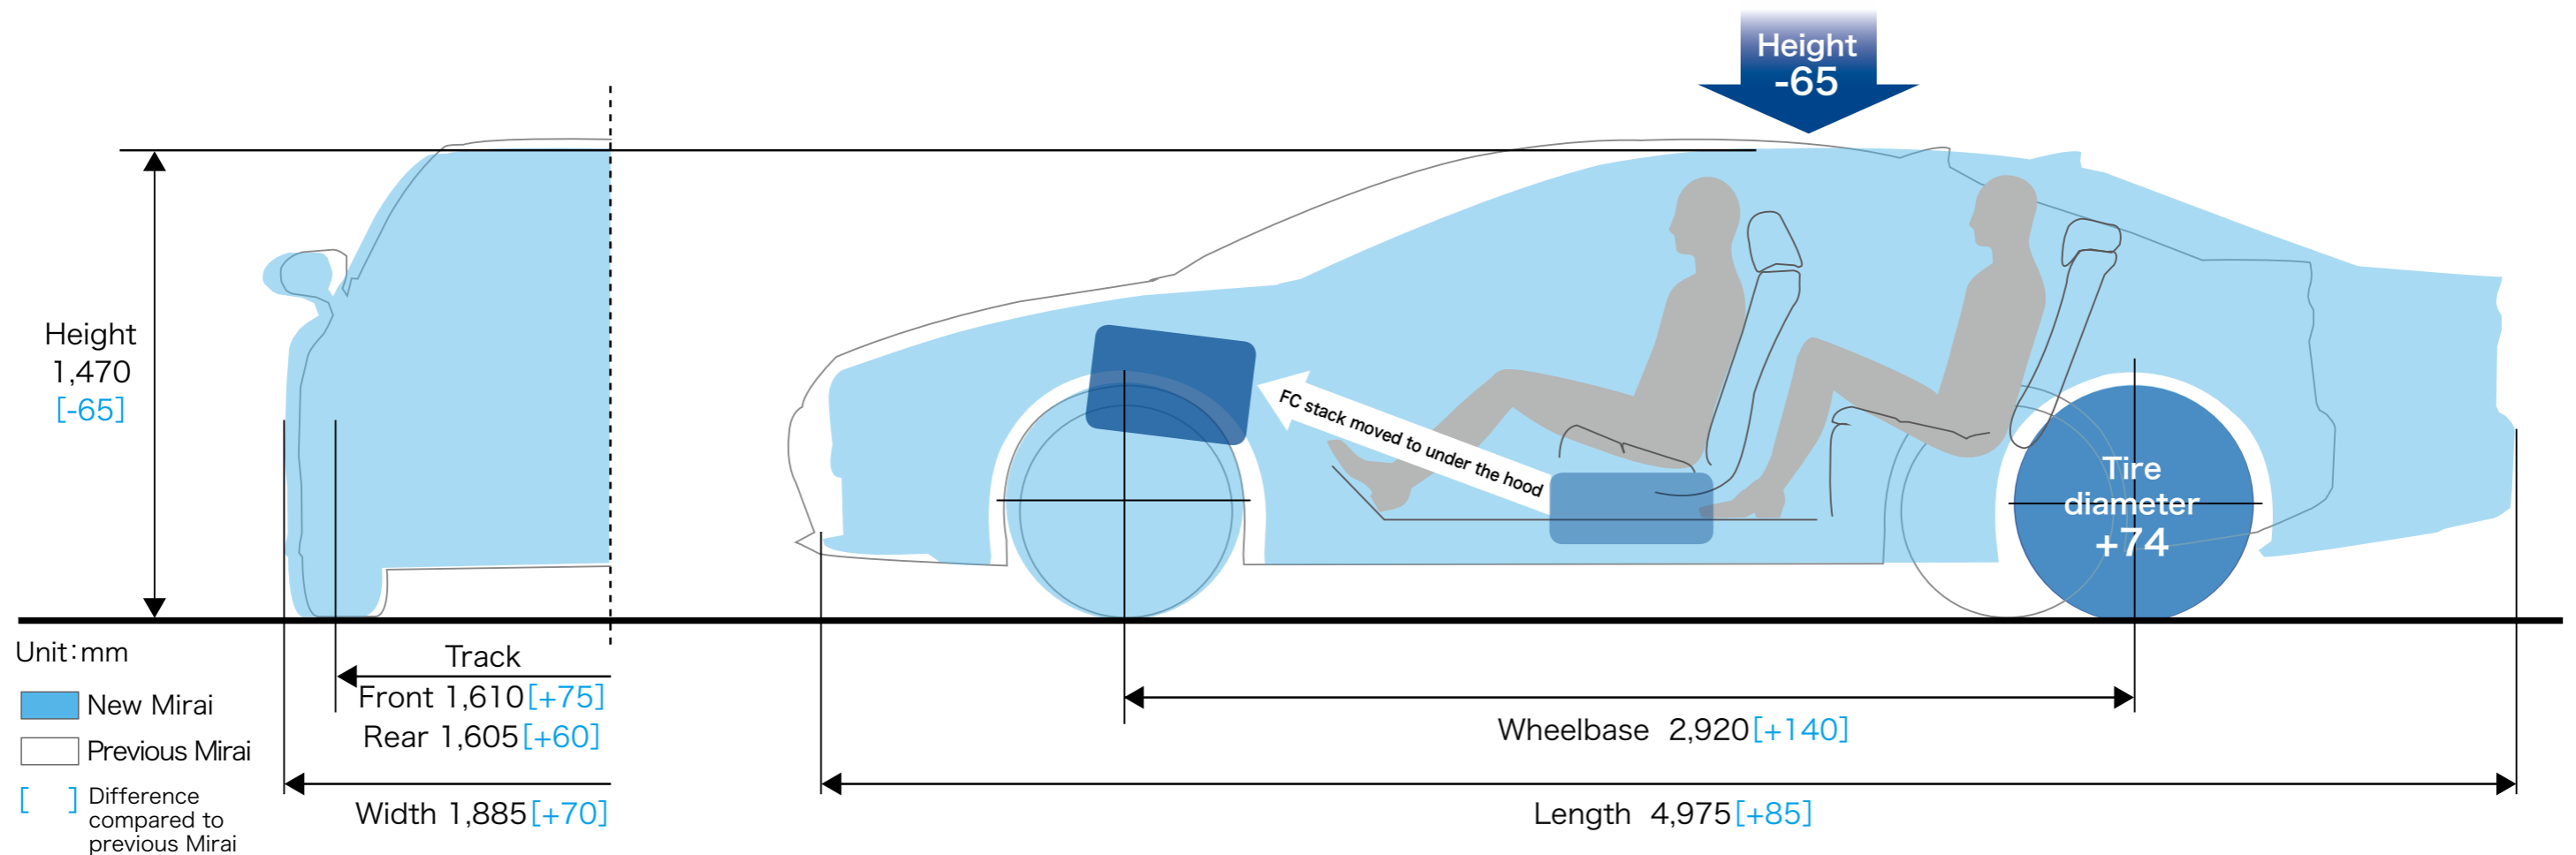 Height
-65
Height
1,470
[-65]
FC stack moved to under the hood
Tire
diameter
+74
Unit:mm
New Mirai
Previous Mirai
[ ] Difference
compared to
previous Mirai
Track
Front 1,610[+75]
Rear 1,605[+60]
Width 1,885[+70]
Wheelbase 2,920[+140]
Length 4,975[+85]